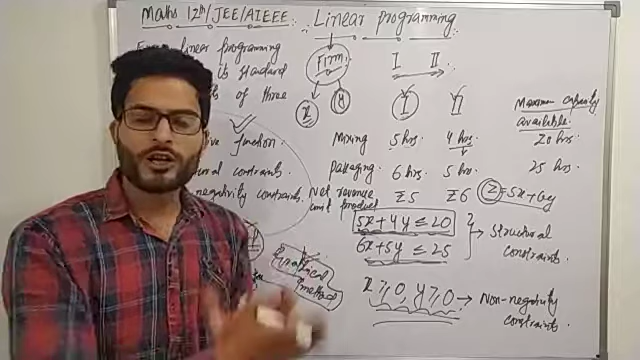 Maths 12th/JEE/AIEEE Linear programming
linear programming
its standard
of three
function
constraints
negativity constraints.
Firm
x y
I II
I II
Maximum capacity
available
Mixing 5 hrs. 4 hrs 20 hrs
Packaging 6 hrs. 5 hrs. 25 hrs
Net revenue ₹5 ₹6 Z=5x+6y
unit product
5x+4y≤20
6x+5y≤25
Structural
constraints.
x≥0, y≥0 → Non-negativity
constraints.
method